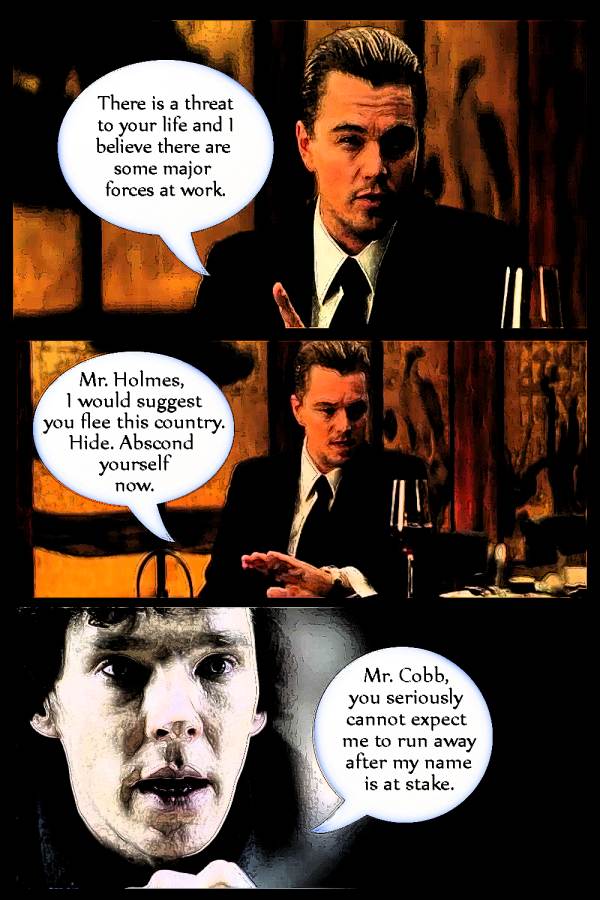 There is a threat
to your life and I
believe there are
some major
forces at work.
Mr. Holmes,
I would suggest
you flee this country.
Hide. Abscond
yourself
now.
Mr. Cobb,
you seriously
cannot expect
me to run away
after my name
is at stake.